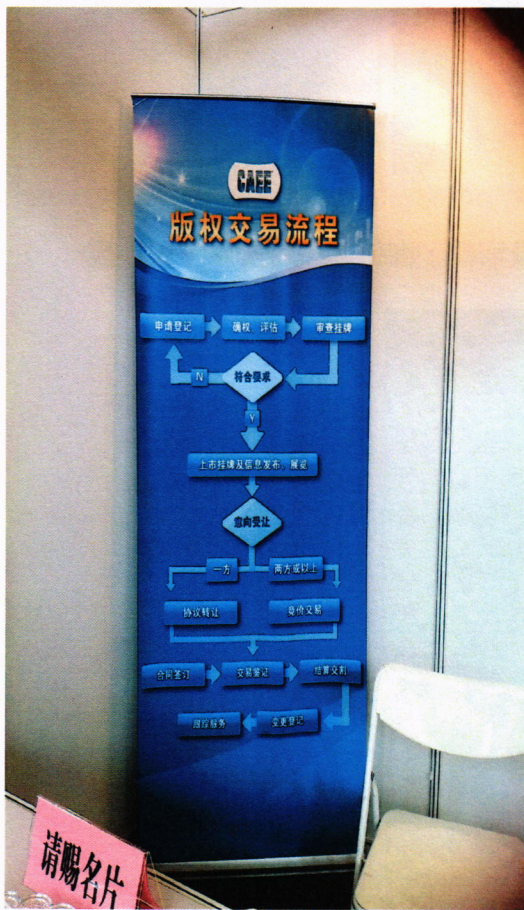 CAEE
版权交易流程
申请登记
确权、评估
审查挂牌
N
符合要求
Y
上市挂牌及信息发布、展览
意向受让
一方
两方或以上
协议转让
竞价交易
合同签订
交易鉴证
结算交割
跟踪服务
变更登记
请赐名片